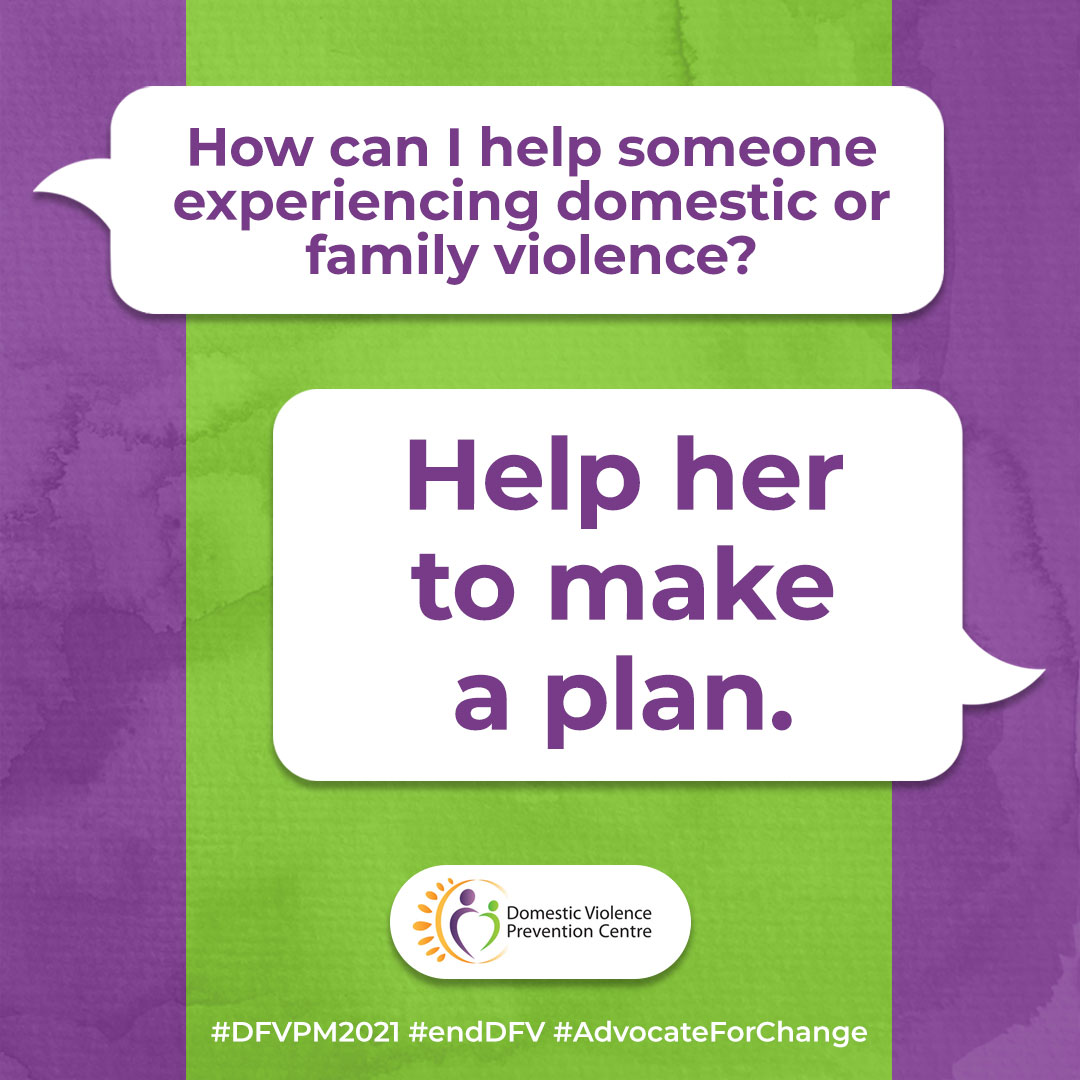 How can I help someone
experiencing domestic or
family violence?
Help her
to make
a plan.
Domestic Violence
Prevention Centre
#DFVPM2021 #endDFV #AdvocateForChange